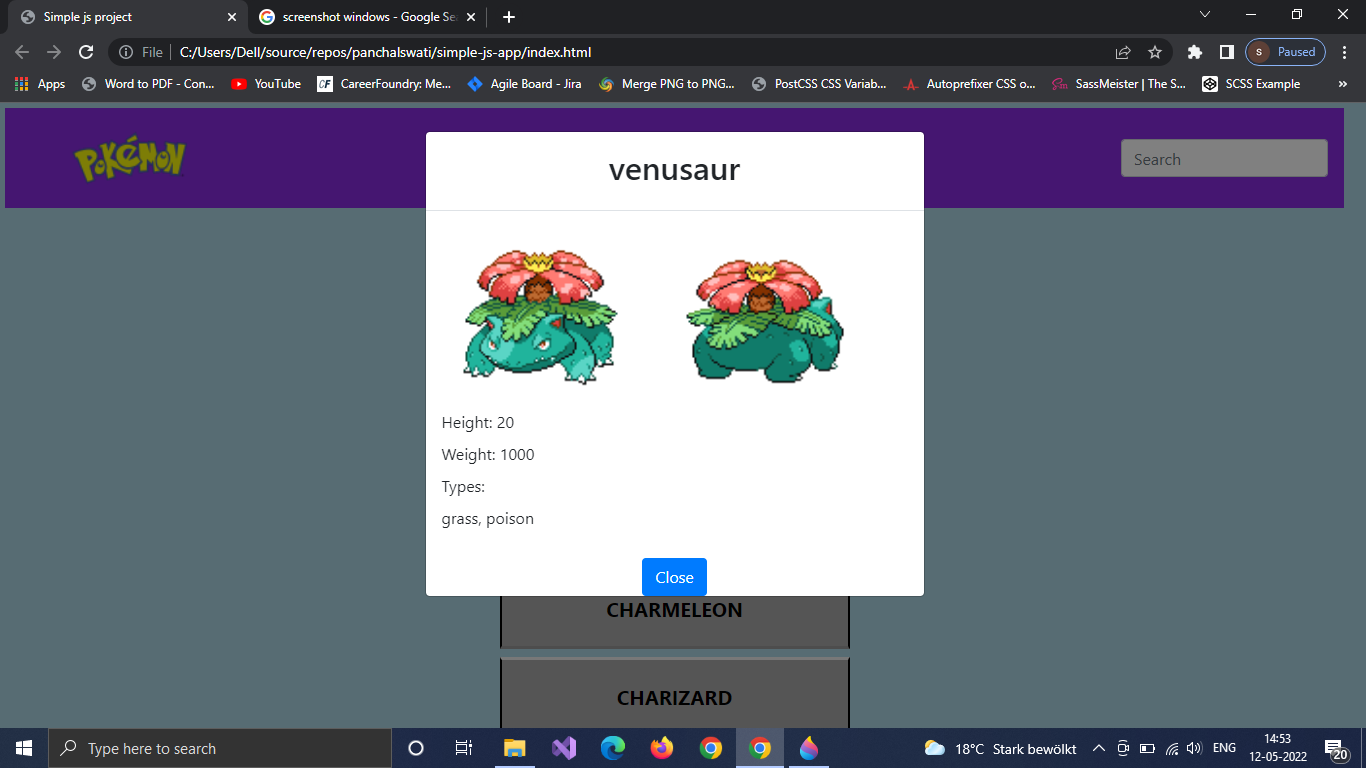 Simple js project
screenshot windows - Google Se
File
C:/Users/Dell/source/repos/panchalswati/simple-js-app/index.html
S
Paused
Apps
Word to PDF - Con...
YouTube
CF
CareerFoundry: Me...
Agile Board - Jira
Merge PNG to PNG...
PostCSS CSS Variab...
Autoprefixer CSS o...
SassMeister | The S...
SCSS Example
»
POKÉMON
Search
venusaur
Height: 20
Weight: 1000
Types:
grass, poison
Close
CHARMELEON
CHARIZARD
Type here to search
18°C Stark bewölkt
ENG
14:53
12-05-2022
20